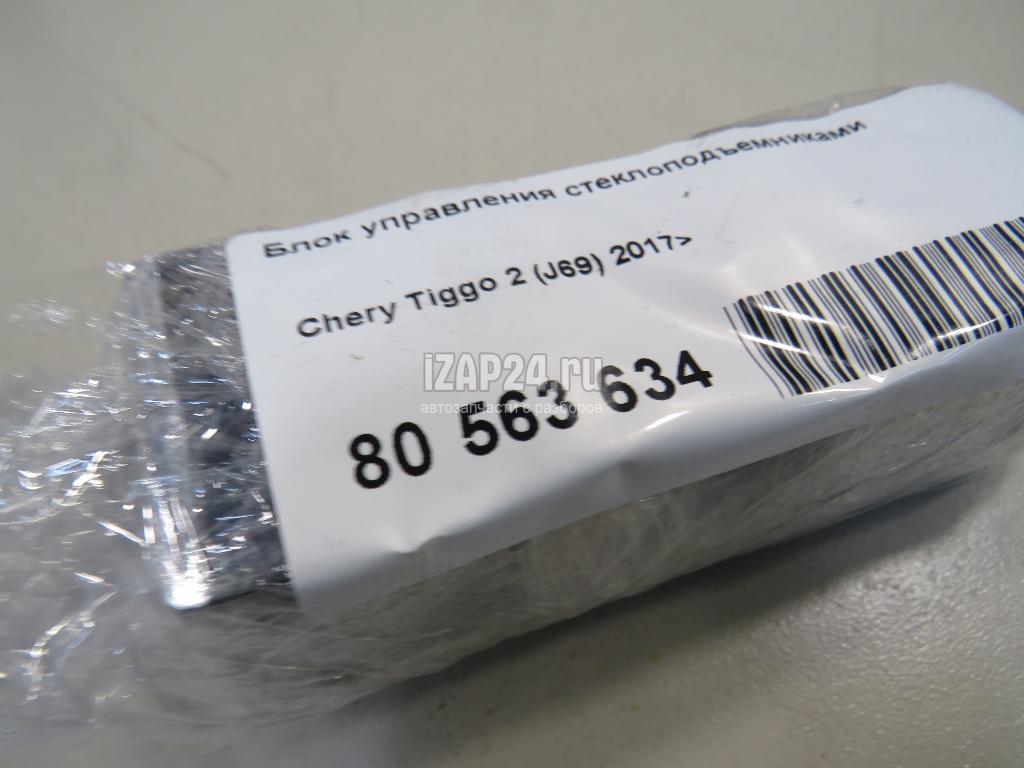 Блок управления стеклоподъемниками
Chery Tiggo 2 (J69) 2017>
iZAP24.ru
автозапчасти с разборов
80 563 634